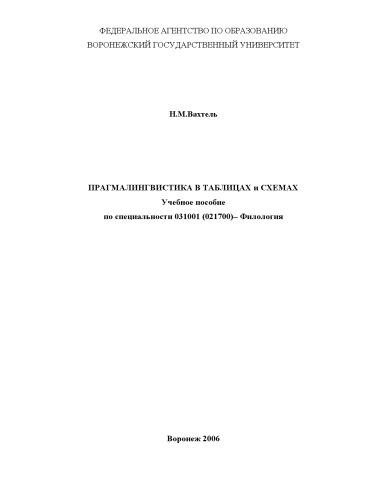 ФЕДЕРАЛЬНОЕ АГЕНТСТВО ПО ОБРАЗОВАНИЮ
ВОРОНЕЖСКИЙ ГОСУДАРСТВЕННЫЙ УНИВЕРСИТЕТ
Н.М.Вахтель
ПРАГМАЛИНГВИСТИКА В ТАБЛИЦАХ и СХЕМАХ
Учебное пособие
по специальности 031001 (021700)– Филология
Воронеж 2006